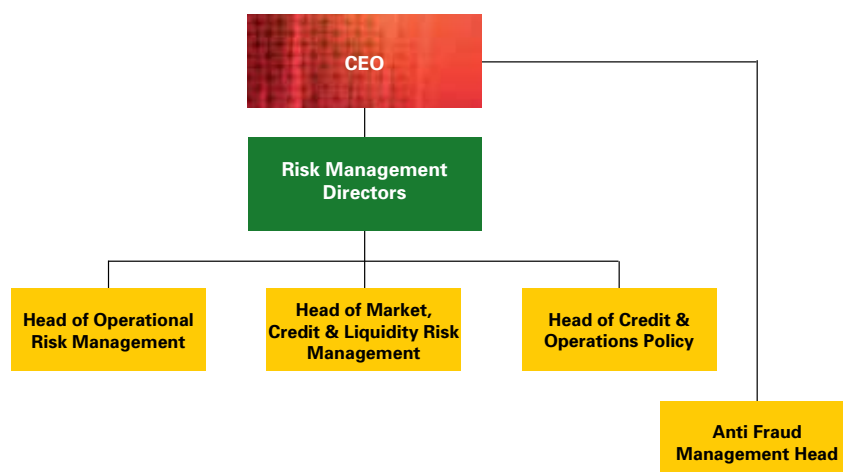 CEO
Risk Management
Directors
Head of Operational
Risk Management
Head of Market,
Credit & Liquidity Risk
Management
Head of Credit &
Operations Policy
Anti Fraud
Management Head